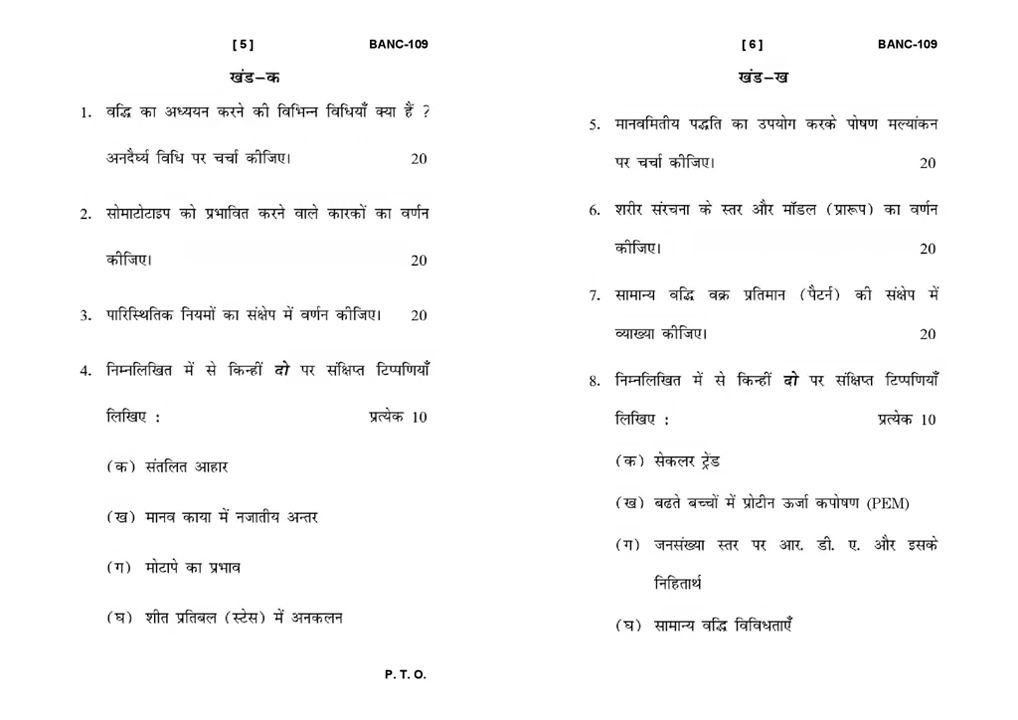 [ 5 ] BANC-109
खंड–क
1. वद्धि का अध्ययन करने की विभिन्न विधियाँ क्या हैं ?
अनदैर्घ्य विधि पर चर्चा कीजिए। 20
2. सोमाटोटाइप को प्रभावित करने वाले कारकों का वर्णन
कीजिए। 20
3. पारिस्थितिक नियमों का संक्षेप में वर्णन कीजिए। 20
4. निम्नलिखित में से किन्हीं दो पर संक्षिप्त टिप्पणियाँ
लिखिए : प्रत्येक 10
(क) संतलित आहार
(ख) मानव काया में नजातीय अन्तर
(ग) मोटापे का प्रभाव
(घ) शीत प्रतिबल (स्टेस) में अनकलन
P. T. O.
[ 6 ] BANC-109
खंड–ख
5. मानवमितीय पद्धति का उपयोग करके पोषण मल्यांकन
पर चर्चा कीजिए। 20
6. शरीर संरचना के स्तर और मॉडल (प्रारूप) का वर्णन
कीजिए। 20
7. सामान्य वद्धि वक्र प्रतिमान (पैटर्न) की संक्षेप में
व्याख्या कीजिए। 20
8. निम्नलिखित में से किन्हीं दो पर संक्षिप्त टिप्पणियाँ
लिखिए : प्रत्येक 10
(क) सेकलर ट्रेंड
(ख) बढते बच्चों में प्रोटीन ऊर्जा कपोषण (PEM)
(ग) जनसंख्या स्तर पर आर. डी. ए. और इसके
निहितार्थ
(घ) सामान्य वद्धि विविधताएँ